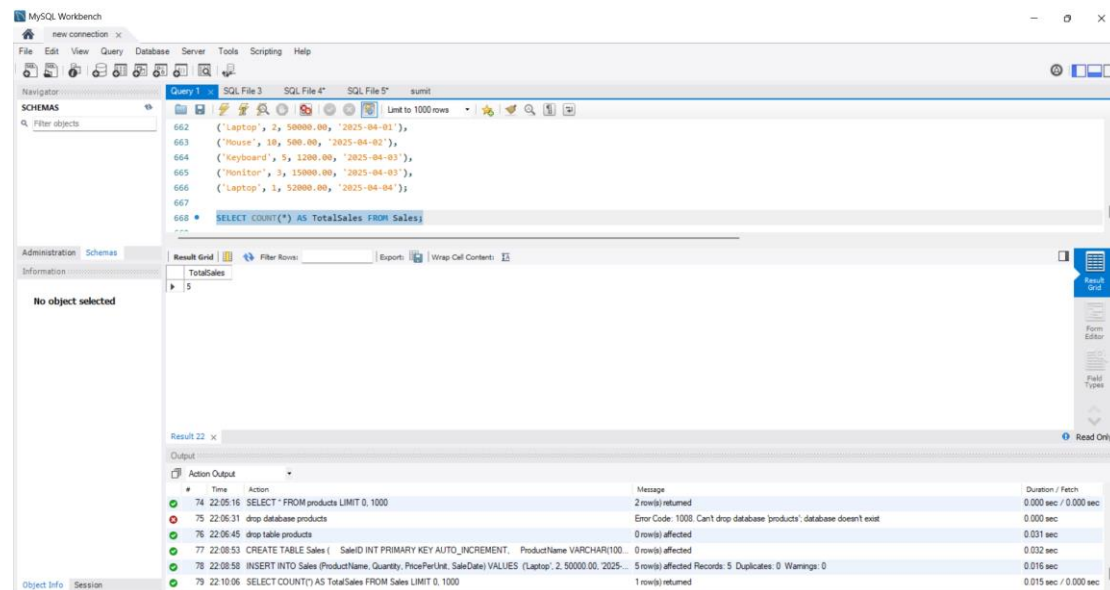 MySQL Workbench
new connection
File Edit View Query Database Server Tools Scripting Help
Navigator
SCHEMAS
Filter objects
Query 1 SQL File 3 SQL File 4* SQL File 5* sumit
Limit to 1000 rows
662 ('Laptop', 2, 50000.00, '2025-04-01'),
663 ('Mouse', 10, 500.00, '2025-04-02'),
664 ('Keyboard', 5, 1200.00, '2025-04-03'),
665 ('Monitor', 3, 15000.00, '2025-04-03'),
666 ('Laptop', 1, 52000.00, '2025-04-04');
667
668 SELECT COUNT(*) AS TotalSales FROM Sales;
Administration Schemas
Information
No object selected
Result Grid Filter Rows: Export: Wrap Cell Content:
TotalSales
5
Result Grid
Form Editor
Field Types
Result 22
Read Only
Output
Action Output
# Time Action Message Duration / Fetch
74 22:05:16 SELECT * FROM products LIMIT 0, 1000 2 row(s) returned 0.000 sec / 0.000 sec
75 22:06:31 drop database products Error Code: 1008. Can't drop database 'products'; database doesn't exist 0.000 sec
76 22:06:45 drop table products 0 row(s) affected 0.031 sec
77 22:08:53 CREATE TABLE Sales ( SaleID INT PRIMARY KEY AUTO_INCREMENT, ProductName VARCHAR(100... 0 row(s) affected 0.032 sec
78 22:08:58 INSERT INTO Sales (ProductName, Quantity, PricePerUnit, SaleDate) VALUES ('Laptop', 2, 50000.00, '2025-... 5 row(s) affected Records: 5 Duplicates: 0 Warnings: 0 0.016 sec
79 22:10:06 SELECT COUNT(*) AS TotalSales FROM Sales LIMIT 0, 1000 1 row(s) returned 0.015 sec / 0.000 sec
Object Info Session